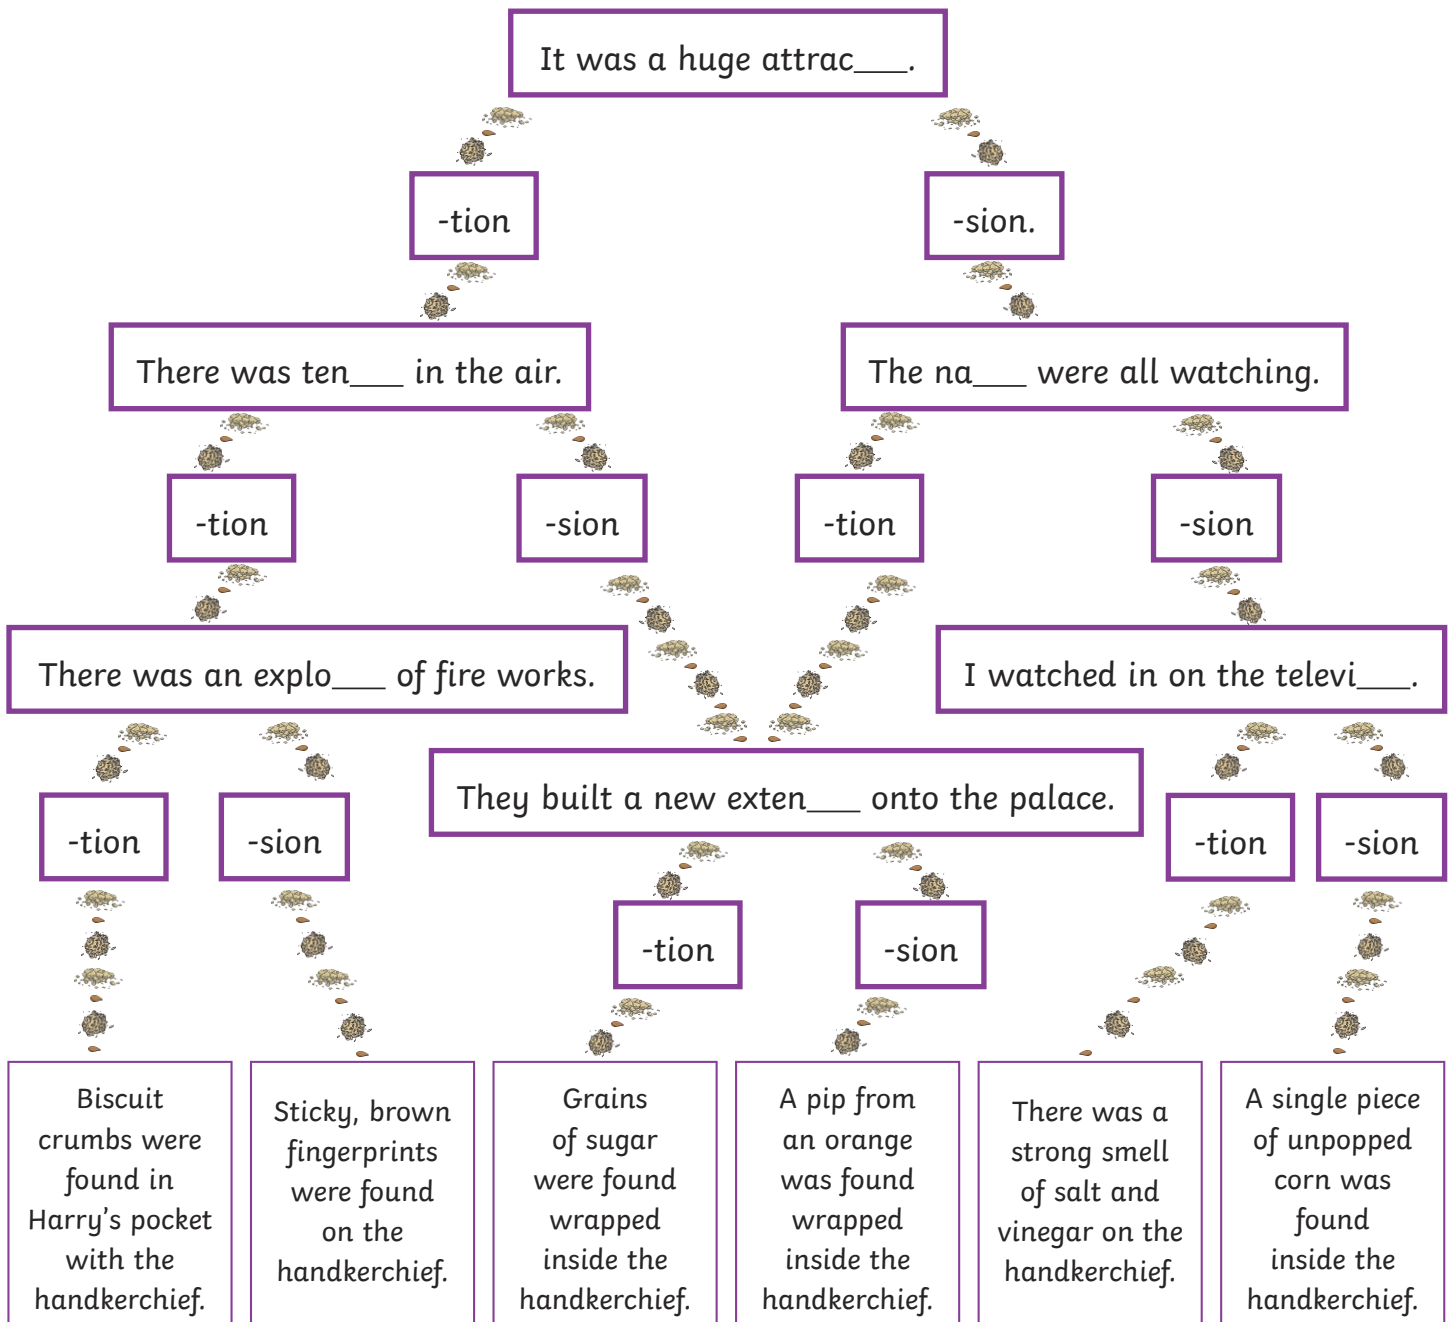 It was a huge attrac___.
-tion
-sion.
There was ten___ in the air.
The na___ were all watching.
-tion
-sion
-tion
-sion
There was an explo___ of fire works.
I watched in on the televi___.
They built a new exten___ onto the palace.
-tion
-sion
-tion
-sion
-tion
-sion
Biscuit
crumbs were
found in
Harry's pocket
with the
handkerchief.
Sticky, brown
fingerprints
were found
on the
handkerchief.
Grains
of sugar
were found
wrapped
inside the
handkerchief.
A pip from
an orange
was found
wrapped
inside the
handkerchief.
There was a
strong smell
of salt and
vinegar on the
handkerchief.
A single piece
of unpopped
corn was
found
inside the
handkerchief.